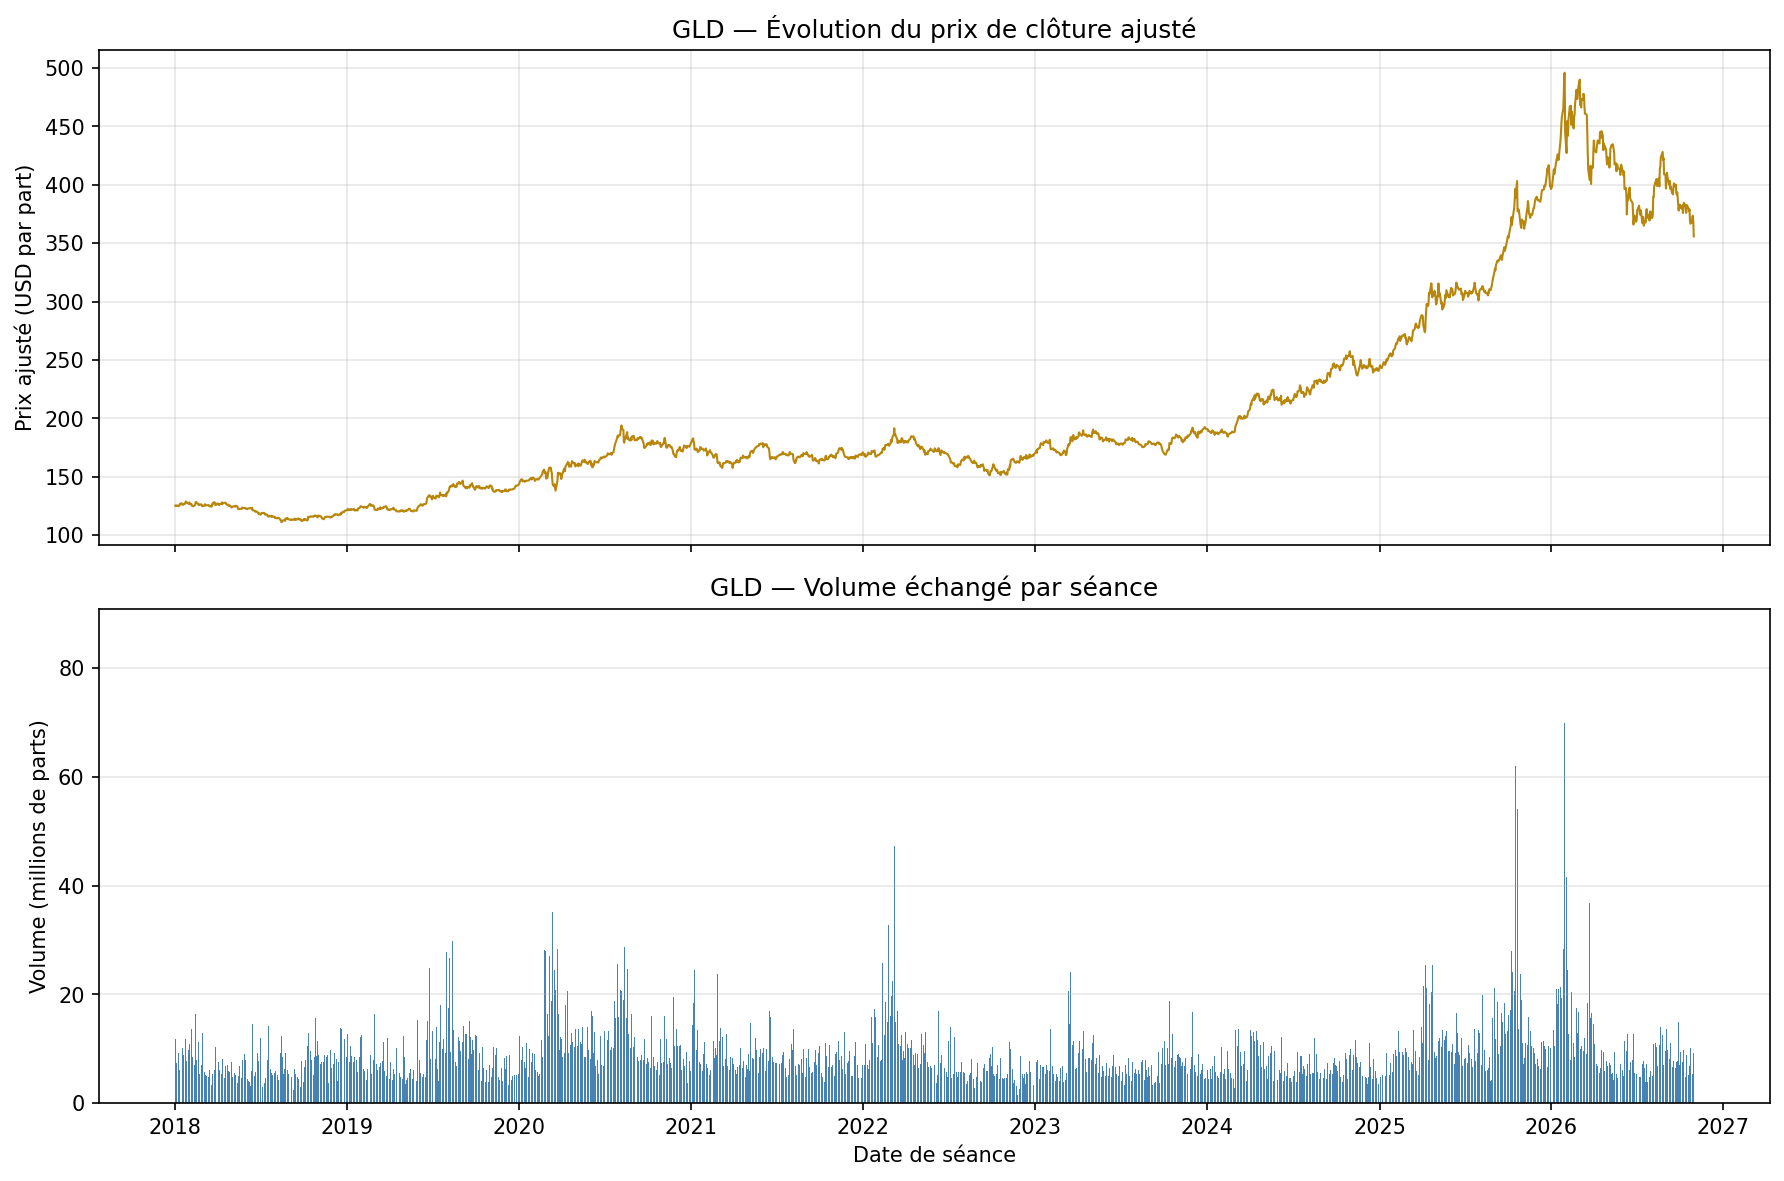 GLD — Évolution du prix de clôture ajusté
Prix ajusté (USD par part)
500
450
400
350
300
250
200
150
100
GLD — Volume échangé par séance
Volume (millions de parts)
80
60
40
20
0
2018 2019 2020 2021 2022 2023 2024 2025 2026 2027
Date de séance